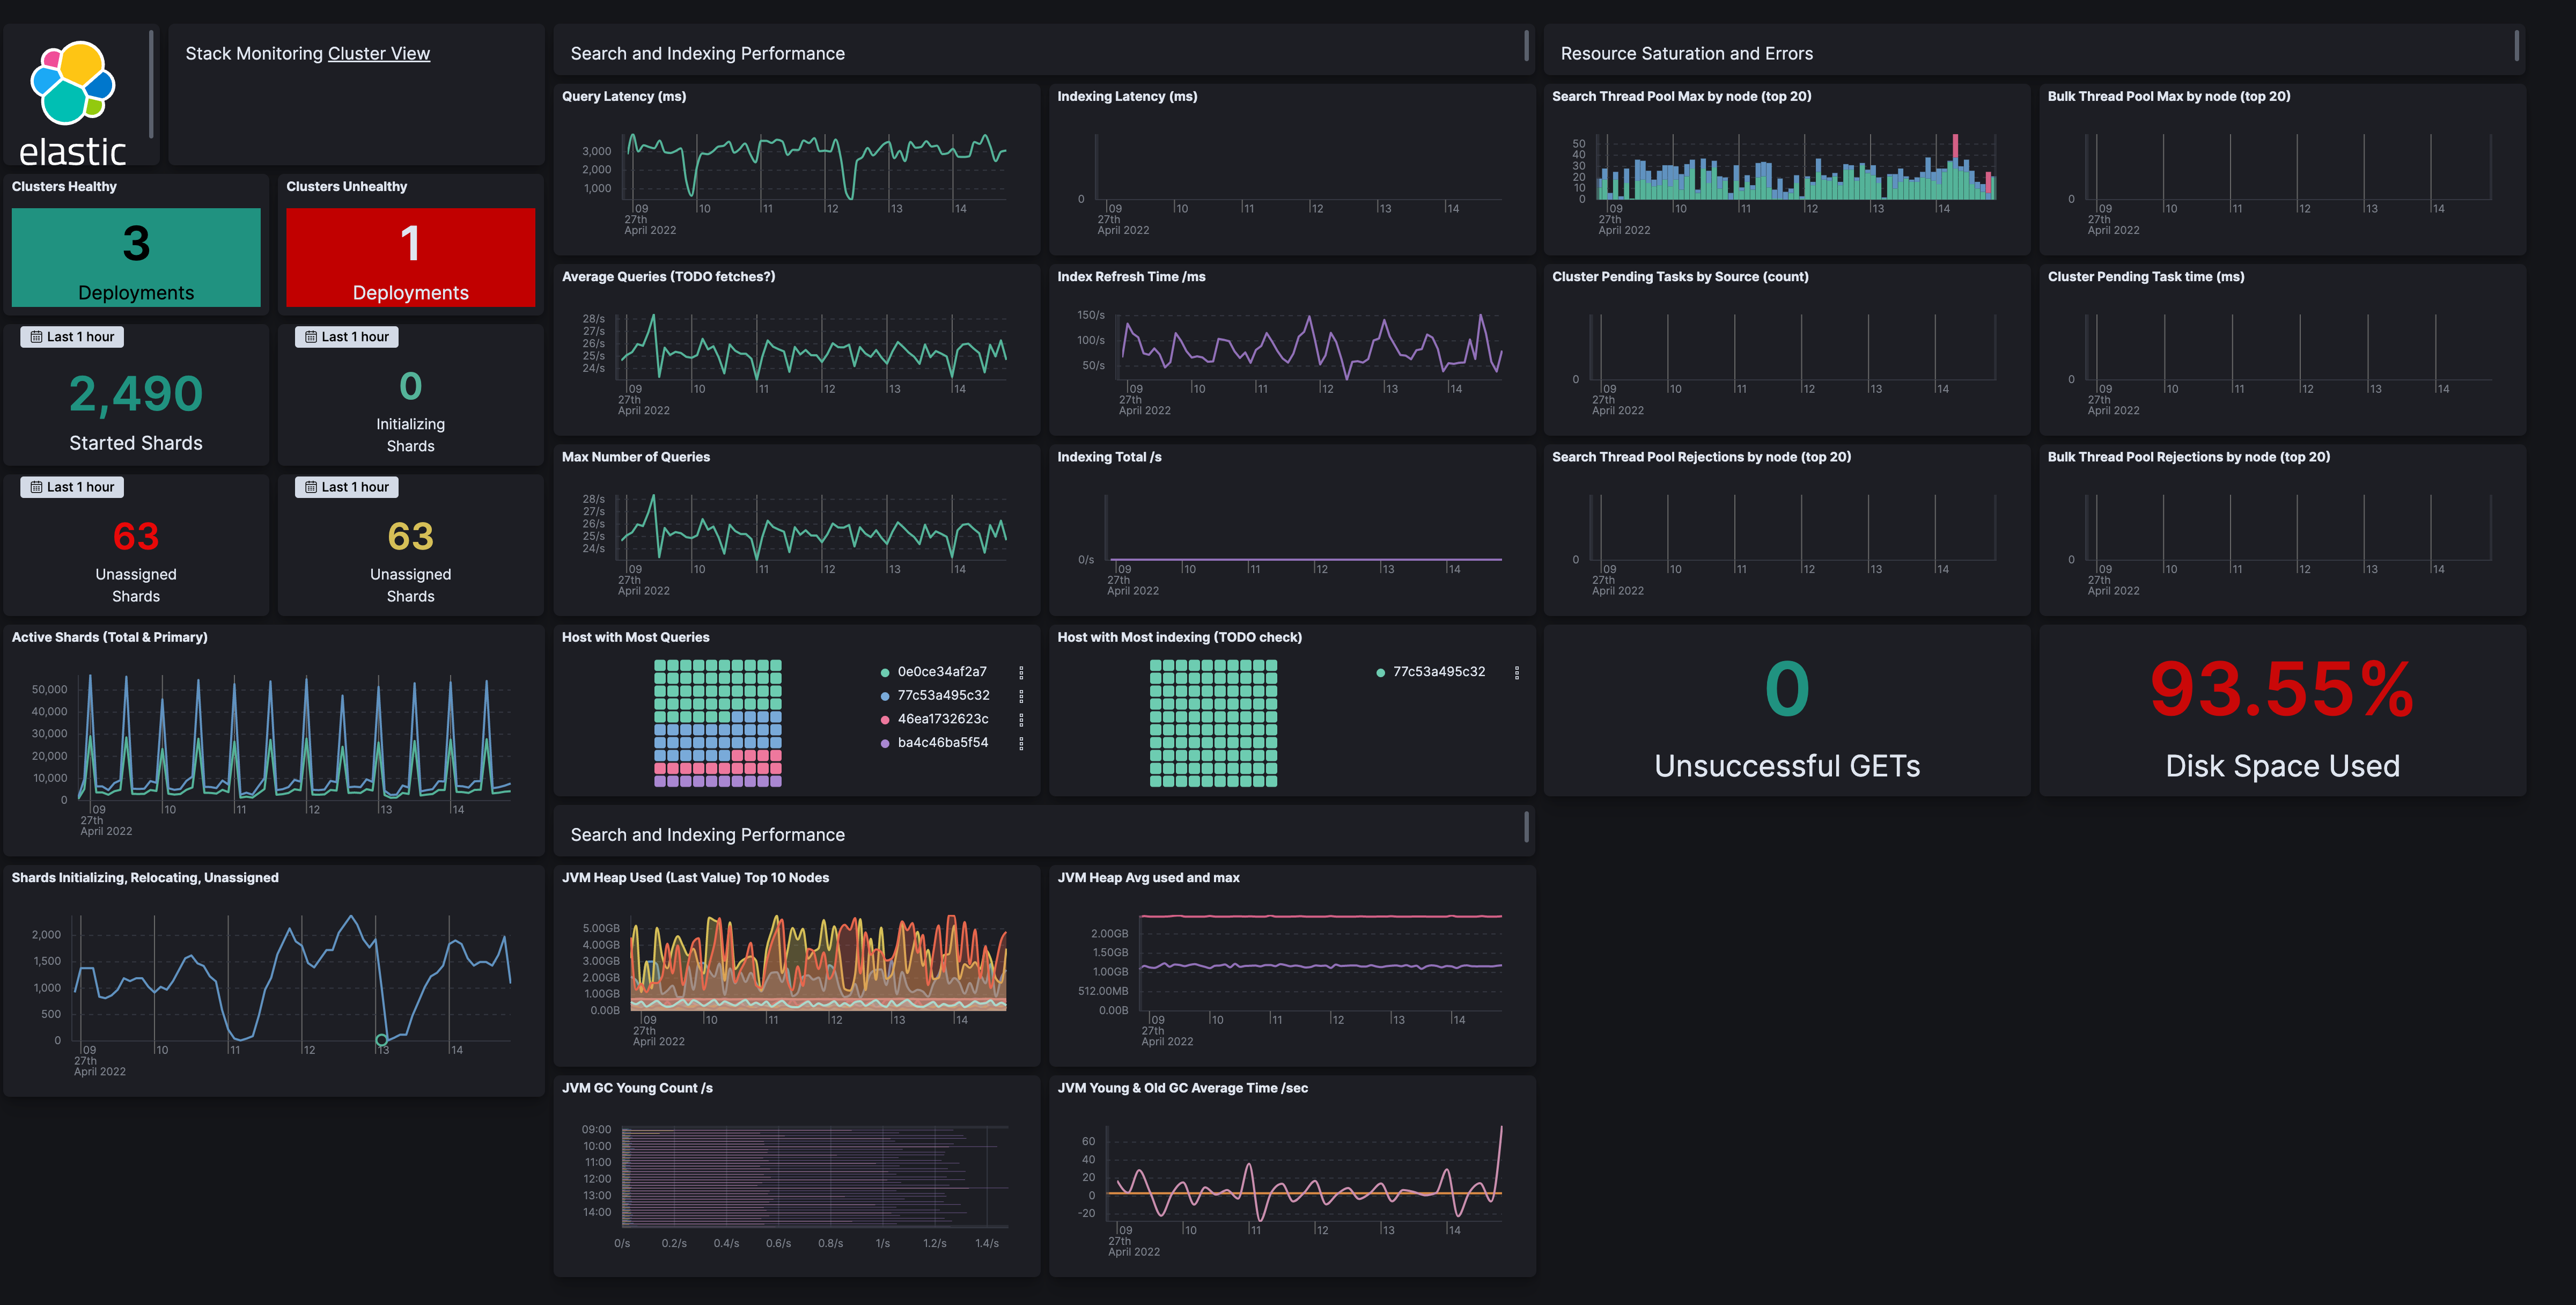 elastic
Stack Monitoring Cluster View
Clusters Healthy
3
Deployments
Clusters Unhealthy
1
Deployments
Last 1 hour
2,490
Started Shards
Last 1 hour
0
Initializing
Shards
Last 1 hour
63
Unassigned
Shards
Last 1 hour
63
Unassigned
Shards
Active Shards (Total & Primary)
50,000
40,000
30,000
20,000
10,000
0
09 10 11 12 13 14
27th
April 2022
Shards Initializing, Relocating, Unassigned
2,000
1,500
1,000
500
0
09 10 11 12 13 14
27th
April 2022
Search and Indexing Performance
Query Latency (ms)
3,000
2,000
1,000
09 10 11 12 13 14
27th
April 2022
Indexing Latency (ms)
0
09 10 11 12 13 14
27th
April 2022
Average Queries (TODO fetches?)
28/s
27/s
26/s
25/s
24/s
09 10 11 12 13 14
27th
April 2022
Index Refresh Time /ms
150/s
100/s
50/s
09 10 11 12 13 14
27th
April 2022
Max Number of Queries
28/s
27/s
26/s
25/s
24/s
09 10 11 12 13 14
27th
April 2022
Indexing Total /s
0/s
09 10 11 12 13 14
27th
April 2022
Host with Most Queries
0e0ce34af2a7
77c53a495c32
46ea1732623c
ba4c46ba5f54
Host with Most indexing (TODO check)
77c53a495c32
Search and Indexing Performance
JVM Heap Used (Last Value) Top 10 Nodes
5.00GB
4.00GB
3.00GB
2.00GB
1.00GB
0.00B
09 10 11 12 13 14
27th
April 2022
JVM Heap Avg used and max
2.00GB
1.50GB
1.00GB
512.00MB
0.00B
09 10 11 12 13 14
27th
April 2022
JVM GC Young Count /s
09:00
10:00
11:00
12:00
13:00
14:00
0/s 0.2/s 0.4/s 0.6/s 0.8/s 1/s 1.2/s 1.4/s
JVM Young & Old GC Average Time /sec
60
40
20
0
-20
09 10 11 12 13 14
27th
April 2022
Resource Saturation and Errors
Search Thread Pool Max by node (top 20)
50
40
30
20
10
0
09 10 11 12 13 14
27th
April 2022
Bulk Thread Pool Max by node (top 20)
0
09 10 11 12 13 14
27th
April 2022
Cluster Pending Tasks by Source (count)
0
09 10 11 12 13 14
27th
April 2022
Cluster Pending Task time (ms)
0
09 10 11 12 13 14
27th
April 2022
Search Thread Pool Rejections by node (top 20)
0
09 10 11 12 13 14
27th
April 2022
Bulk Thread Pool Rejections by node (top 20)
0
09 10 11 12 13 14
27th
April 2022
0
Unsuccessful GETs
93.55%
Disk Space Used